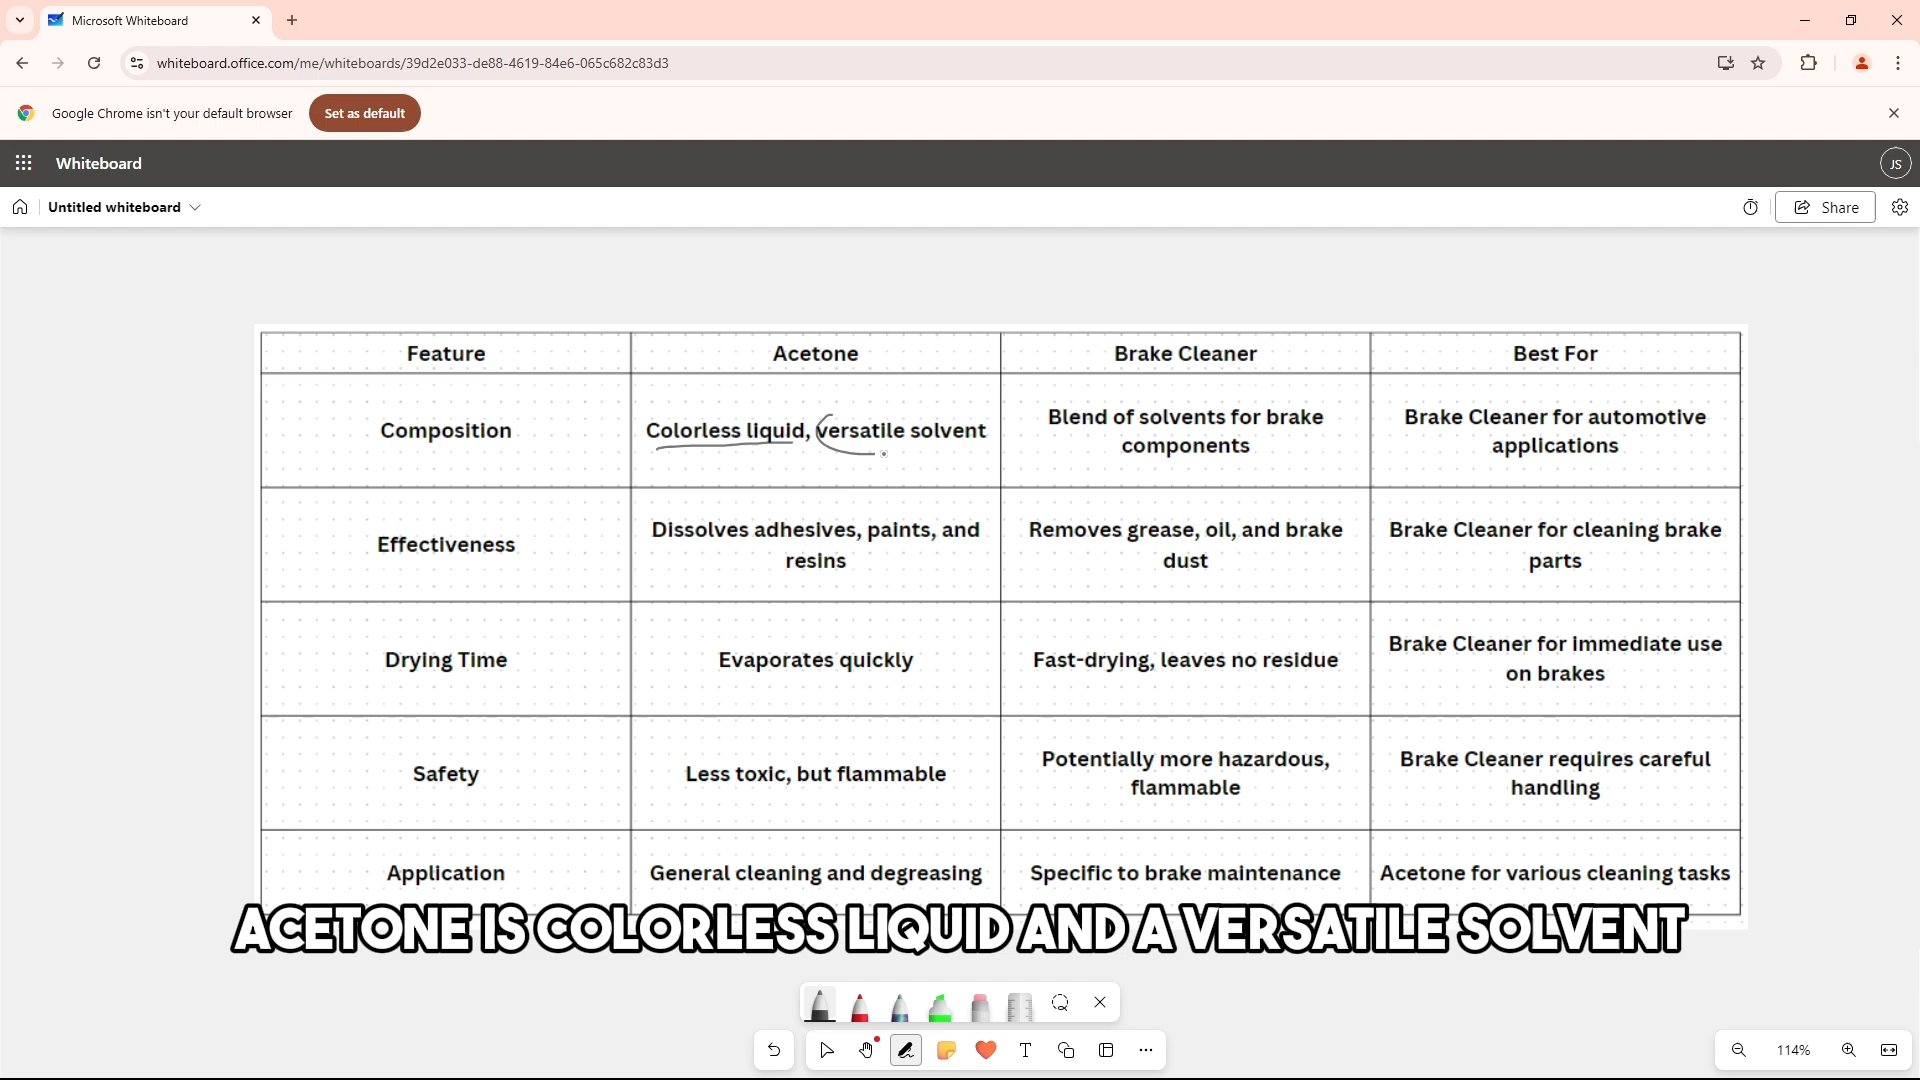 Microsoft Whiteboard
whiteboard.office.com/me/whiteboards/39d2e033-de88-4619-84e6-065c682c83d3
Google Chrome isn't your default browser
Set as default
Whiteboard
JS
Untitled whiteboard
Share
Feature
Acetone
Brake Cleaner
Best For
Composition
Colorless liquid, versatile solvent
Blend of solvents for brake
components
Brake Cleaner for automotive
applications
Effectiveness
Dissolves adhesives, paints, and
resins
Removes grease, oil, and brake
dust
Brake Cleaner for cleaning brake
parts
Drying Time
Evaporates quickly
Fast-drying, leaves no residue
Brake Cleaner for immediate use
on brakes
Safety
Less toxic, but flammable
Potentially more hazardous,
flammable
Brake Cleaner requires careful
handling
Application
General cleaning and degreasing
Specific to brake maintenance
Acetone for various cleaning tasks
ACETONE IS COLORLESS LIQUID AND A VERSATILE SOLVENT
T
114%